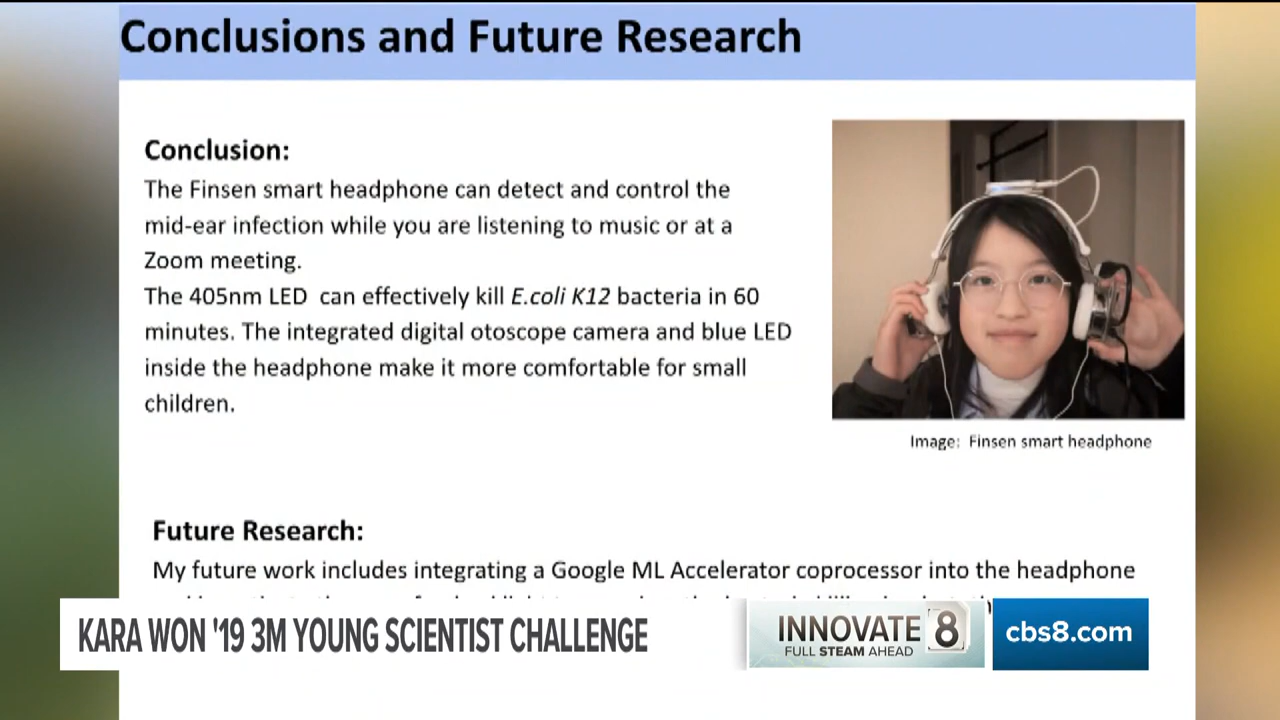 Conclusions and Future Research
Conclusion:
The Finsen smart headphone can detect and control the
mid-ear infection while you are listening to music or at a
Zoom meeting.
The 405nm LED can effectively kill E.coli K12 bacteria in 60
minutes. The integrated digital otoscope camera and blue LED
inside the headphone make it more comfortable for small
children.
Image: Finsen smart headphone
Future Research:
My future work includes integrating a Google ML Accelerator coprocessor into the headphone
KARA WON '19 3M YOUNG SCIENTIST CHALLENGE
INNOVATE 8
FULL STEAM AHEAD
cbs8.com